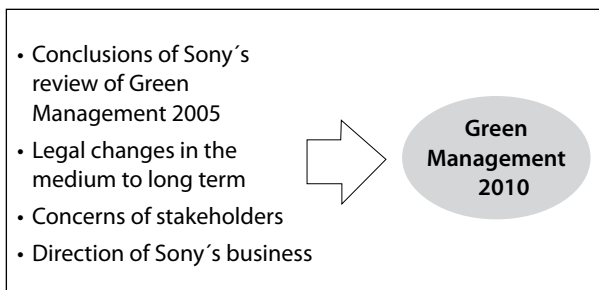 • Conclusions of Sony´s
review of Green
Management 2005
• Legal changes in the
medium to long term
• Concerns of stakeholders
• Direction of Sony´s business
Green
Management
2010